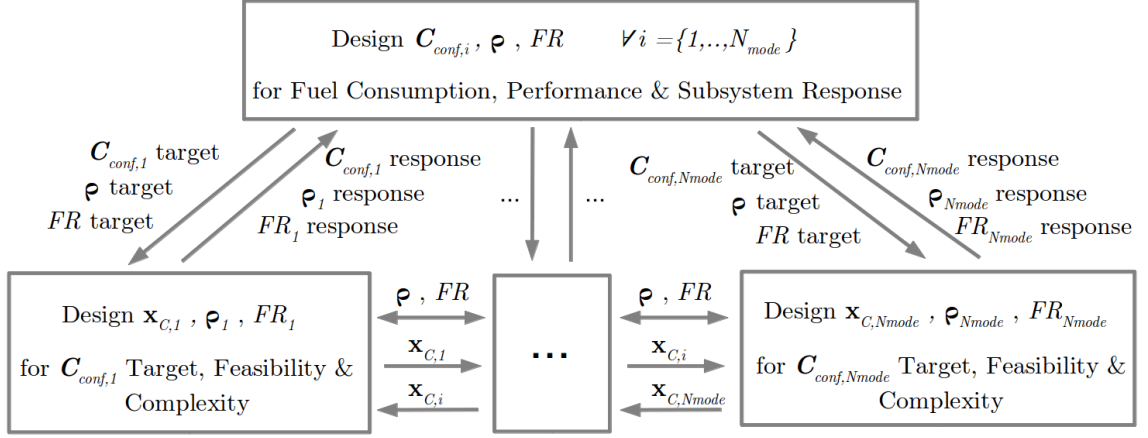 Design C_conf,i , ρ , FR ∀ i ={1,..,N_mode }
for Fuel Consumption, Performance & Subsystem Response
C_conf,1 target
ρ target
FR target
C_conf,1 response
ρ_1 response
FR_1 response
...
...
C_conf,Nmode target
ρ target
FR target
C_conf,Nmode response
ρ_Nmode response
FR_Nmode response
Design x_C,1 , ρ_1 , FR_1
for C_conf,1 Target, Feasibility &
Complexity
ρ , FR
x_C,1
x_C,i
...
ρ , FR
x_C,i
x_C,Nmode
Design x_C,Nmode , ρ_Nmode , FR_Nmode
for C_conf,Nmode Target, Feasibility &
Complexity